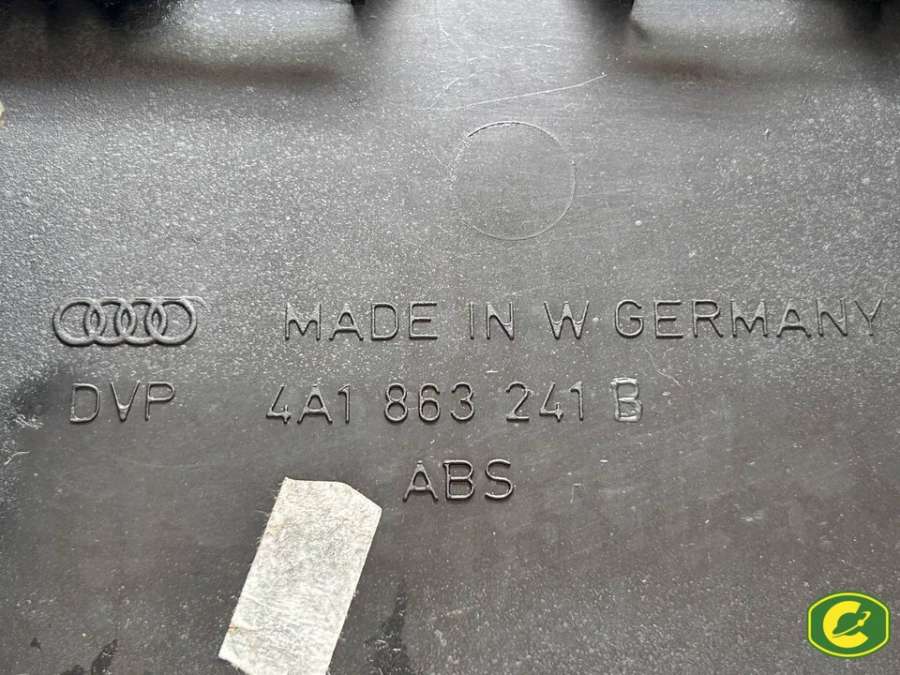 MADE IN W GERMANY
DVP 4A1 863 241 B
ABS